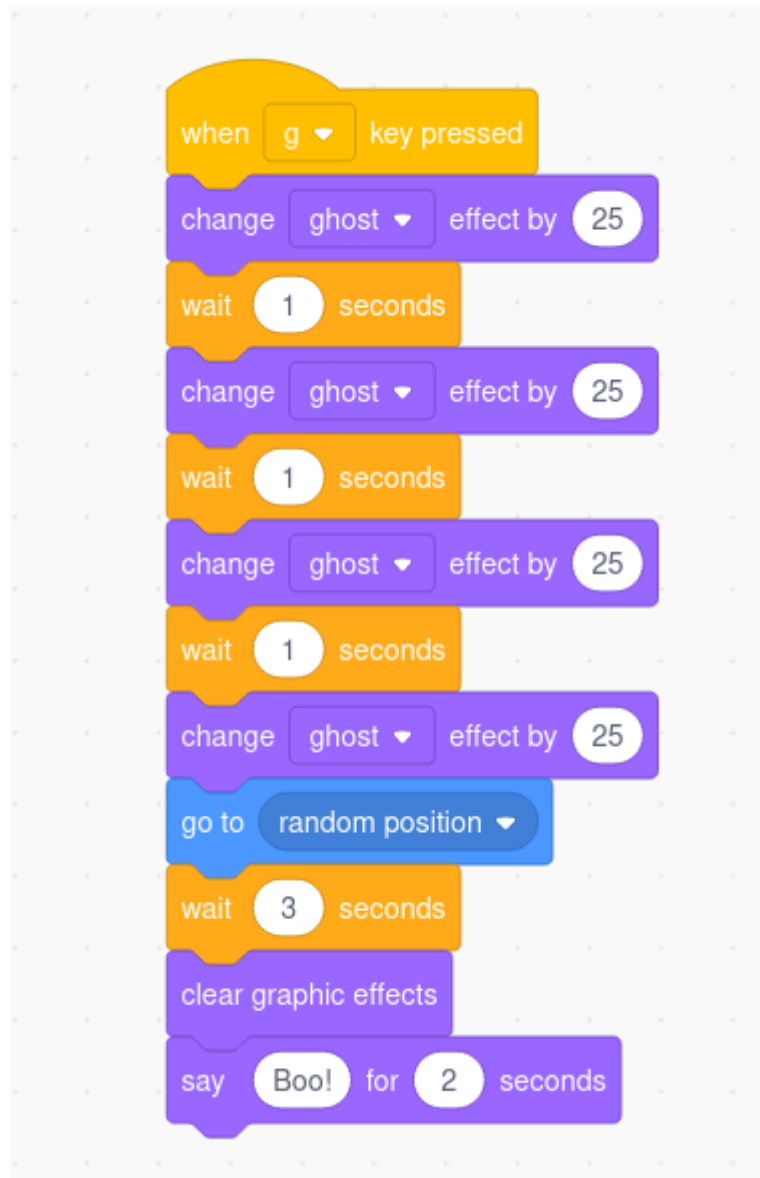 when g key pressed
change ghost effect by 25
wait 1 seconds
change ghost effect by 25
wait 1 seconds
change ghost effect by 25
wait 1 seconds
change ghost effect by 25
go to random position
wait 3 seconds
clear graphic effects
say Boo! for 2 seconds